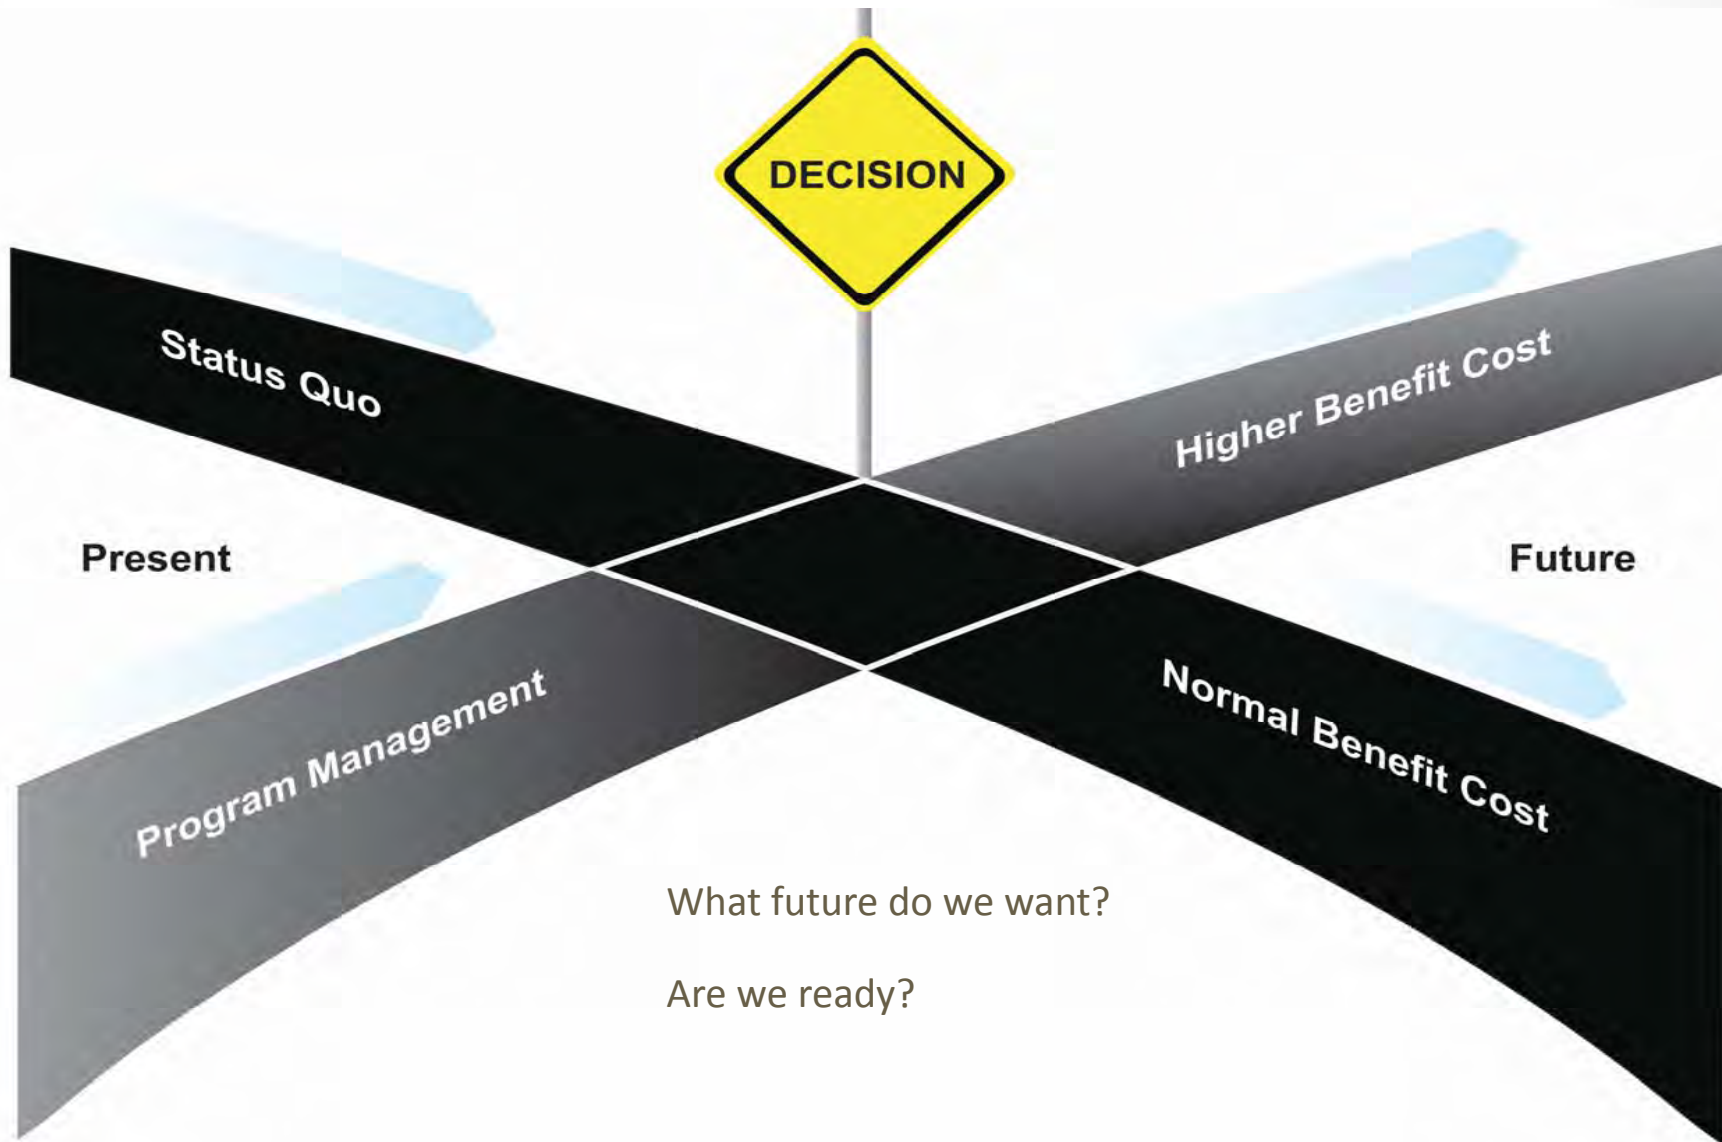 DECISION
Status Quo
Higher Benefit Cost
Present
Future
Program Management
Normal Benefit Cost
What future do we want?
Are we ready?